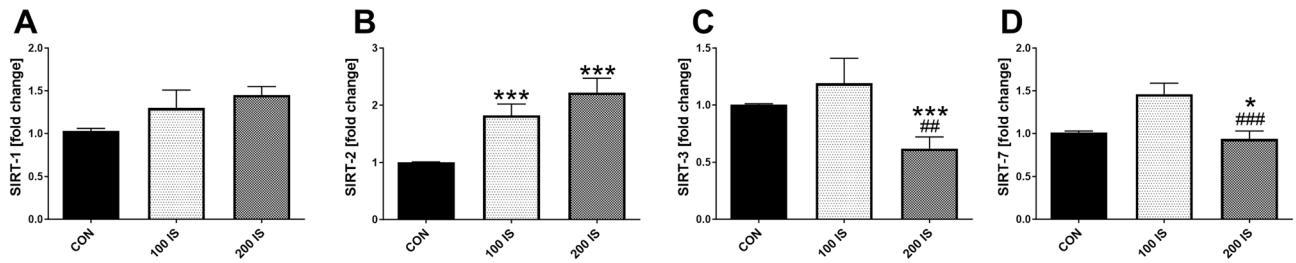 A
SIRT-1 [fold change]
2.0
1.5
1.0
0.5
0.0
CON
100 IS
200 IS
B
SIRT-2 [fold change]
3
2
1
0
***
***
CON
100 IS
200 IS
C
SIRT-3 [fold change]
1.5
1.0
0.5
0.0
***
##
CON
100 IS
200 IS
D
SIRT-7 [fold change]
2.0
1.5
1.0
0.5
0.0
*
###
CON
100 IS
200 IS